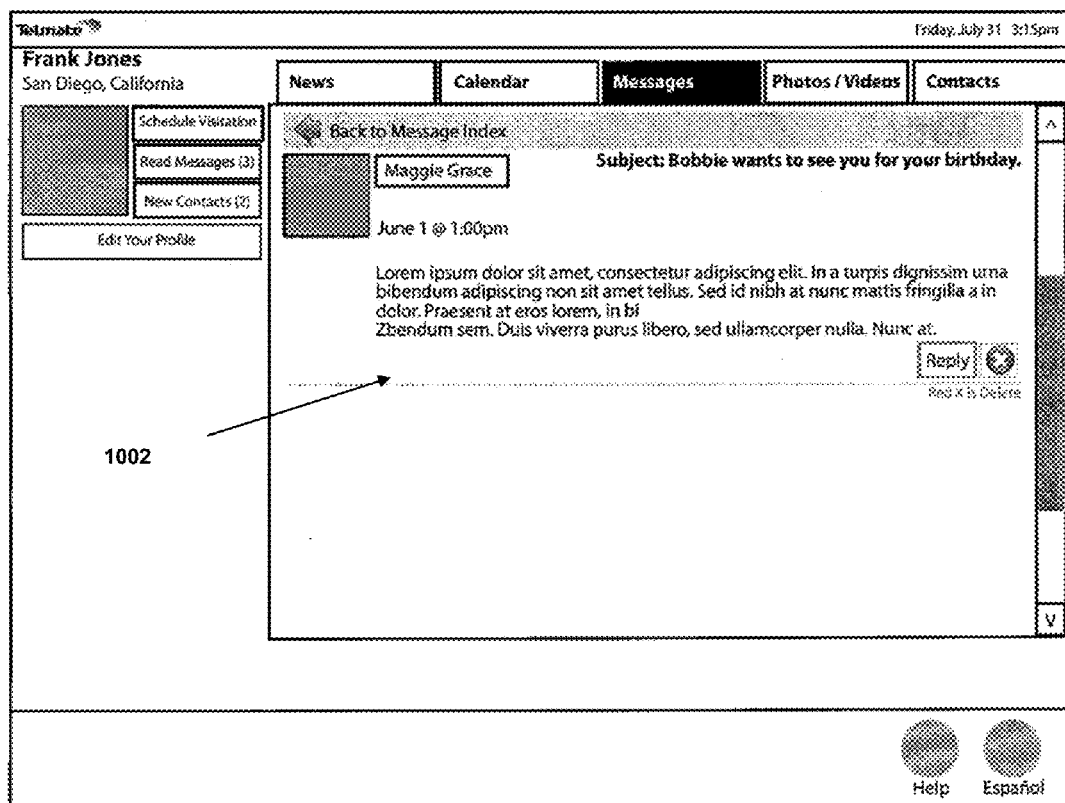 Telmate
Friday, July 31 3:15pm
Frank Jones
San Diego, California
News
Calendar
Messages
Photos / Videos
Contacts
Schedule Visitation
Read Messages (3)
New Contacts (2)
Edit Your Profile
Back to Message Index
Maggie Grace
Subject: Bobbie wants to see you for your birthday.
June 1 @ 1:00pm
Lorem ipsum dolor sit amet, consectetur adipiscing elit. In a turpis dignissim urna
bibendum adipiscing non sit amet tellus. Sed id nibh at nunc mattis fringilla a in
dolor. Praesent at eros lorem, in bi
Zbendum sem. Duis viverra purus libero, sed ullamcorper nulla. Nunc at.
Reply
Red X is Delete
1002
Help
Español